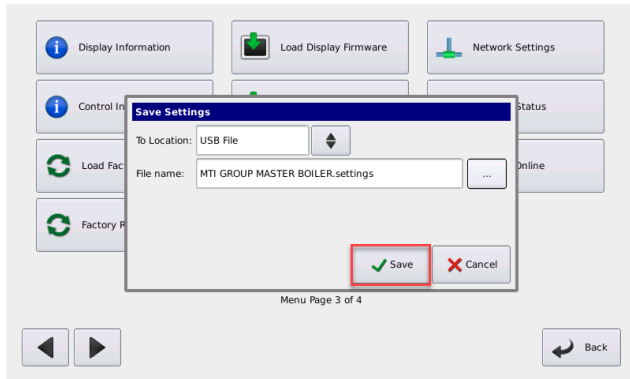 Display Information
Load Display Firmware
Network Settings
Control In
Status
Save Settings
To Location:
USB File
Load Fac
Online
File name:
MTI GROUP MASTER BOILER.settings
...
Factory R
Save
Cancel
Menu Page 3 of 4
Back